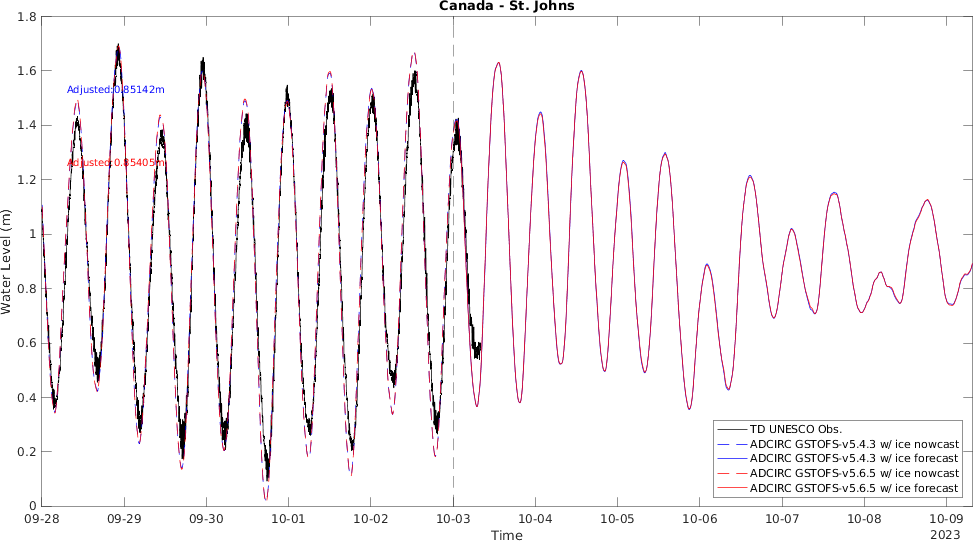 Canada - St. Johns
1.8
1.6
Adjusted:0.85142m
1.4
Adjusted:0.85405m
1.2
1
Water Level (m)
0.8
0.6
0.4
0.2
0
TD UNESCO Obs.
ADCIRC GSTOFS-v5.4.3 w/ ice nowcast
ADCIRC GSTOFS-v5.4.3 w/ ice forecast
ADCIRC GSTOFS-v5.6.5 w/ ice nowcast
ADCIRC GSTOFS-v5.6.5 w/ ice forecast
09-28 09-29 09-30 10-01 10-02 10-03 10-04 10-05 10-06 10-07 10-08 10-09
Time
2023